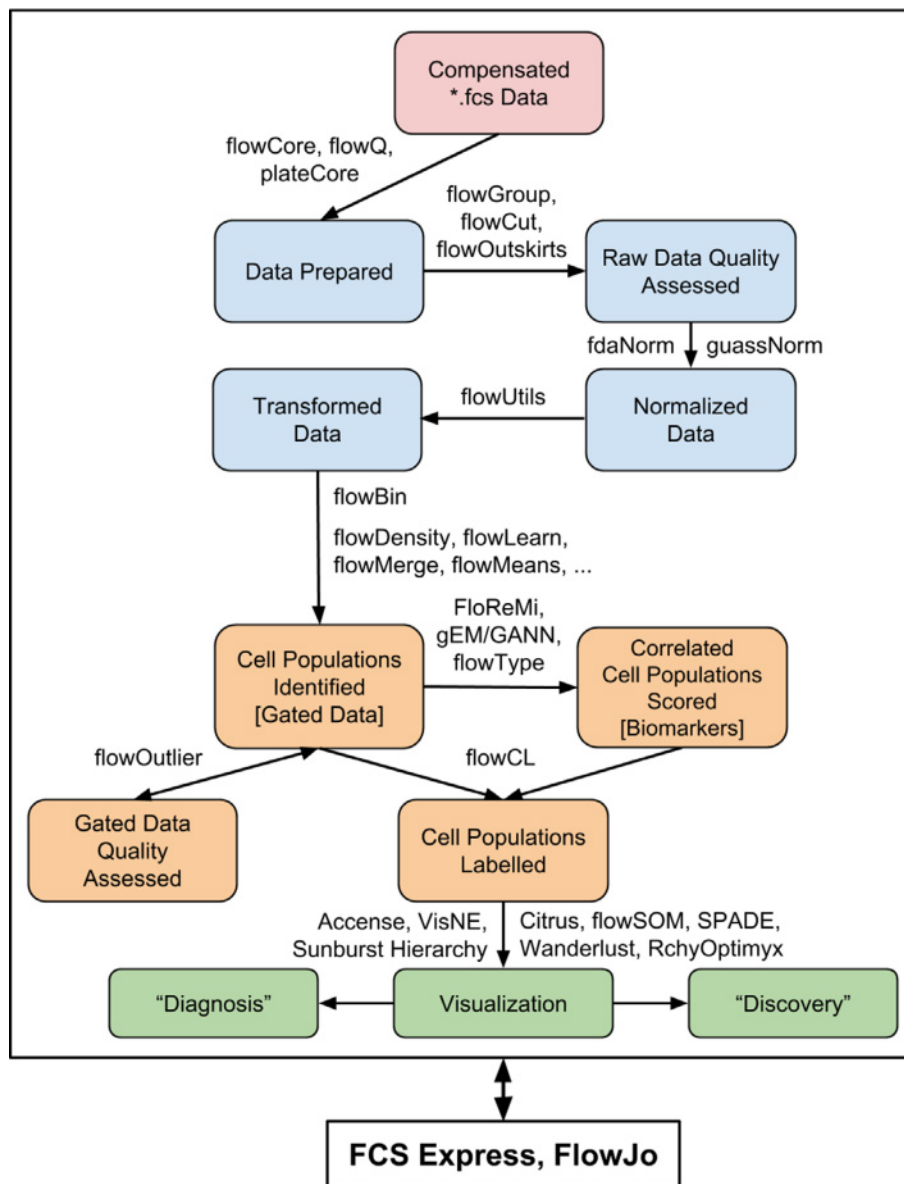 Compensated
*.fcs Data
flowCore, flowQ,
plateCore
flowGroup,
flowCut,
flowOutskirts
Data Prepared
Raw Data Quality
Assessed
fdaNorm
guassNorm
Transformed
Data
flowUtils
Normalized
Data
flowBin
flowDensity, flowLearn,
flowMerge, flowMeans, ...
FloReMi,
gEM/GANN,
flowType
Cell Populations
Identified
[Gated Data]
Correlated
Cell Populations
Scored
[Biomarkers]
flowOutlier
flowCL
Gated Data
Quality
Assessed
Cell Populations
Labelled
Accense, VisNE,
Sunburst Hierarchy
Citrus, flowSOM, SPADE,
Wanderlust, RchyOptimyx
“Diagnosis”
Visualization
“Discovery”
FCS Express, FlowJo